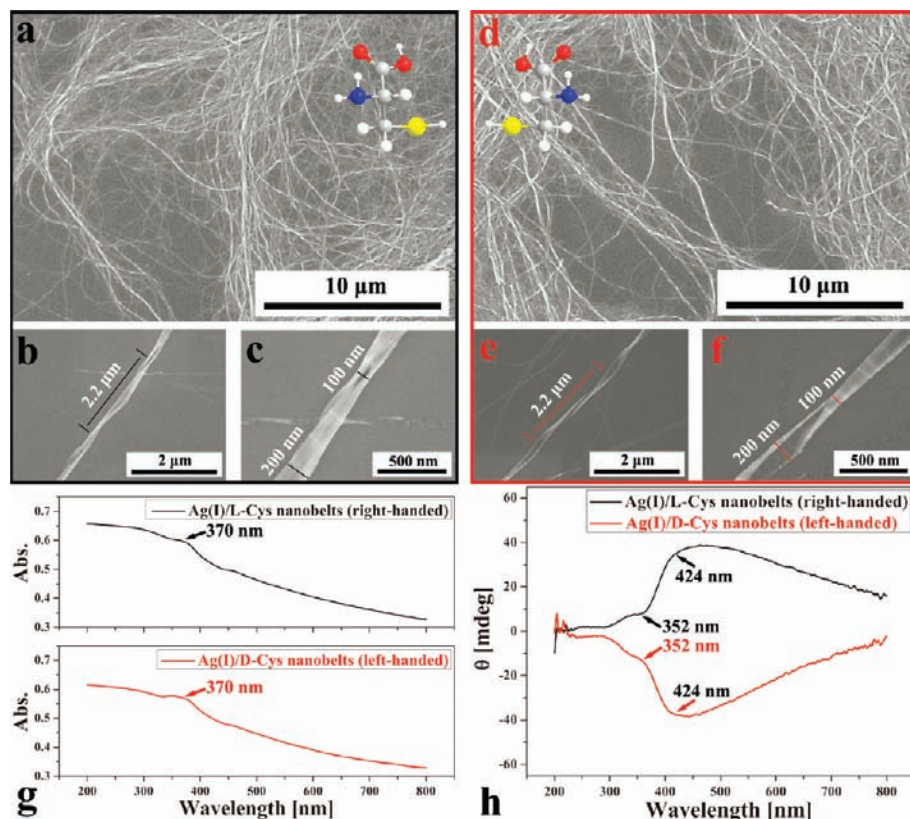 a
d
10 µm
10 µm
b
2.2 µm
2 µm
c
100 nm
200 nm
500 nm
e
2.2 µm
2 µm
f
100 nm
200 nm
500 nm
Abs.
0.7
0.6
0.5
0.4
0.3
Ag(I)/L-Cys nanobelts (right-handed)
370 nm
Abs.
0.7
0.6
0.5
0.4
0.3
Ag(I)/D-Cys nanobelts (left-handed)
370 nm
200 300 400 500 600 700 800
Wavelength [nm]
g
θ [mdeg]
60
40
20
0
-20
-40
-60
Ag(I)/L-Cys nanobelts (right-handed)
Ag(I)/D-Cys nanobelts (left-handed)
424 nm
352 nm
352 nm
424 nm
200 300 400 500 600 700 800
Wavelength [nm]
h